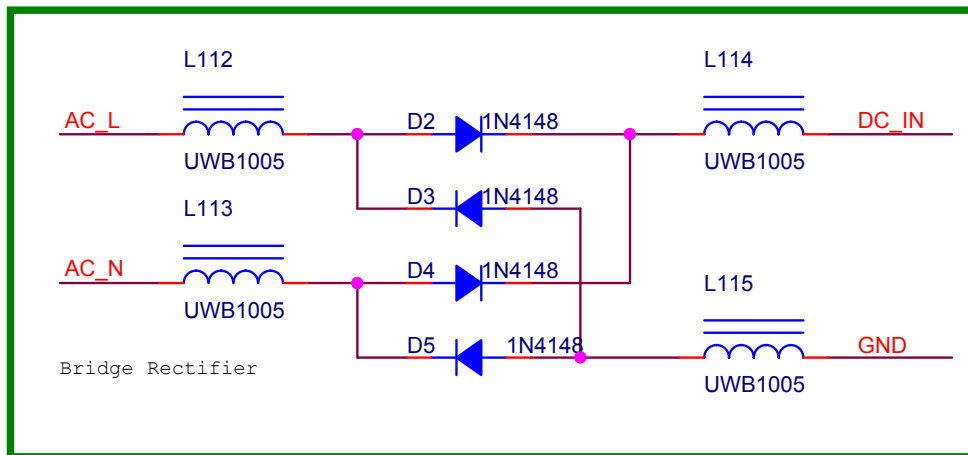 L112
L114
AC_L
D2
1N4148
DC_IN
UWB1005
UWB1005
D3
1N4148
L113
AC_N
D4
1N4148
L115
UWB1005
D5
1N4148
GND
Bridge Rectifier
UWB1005